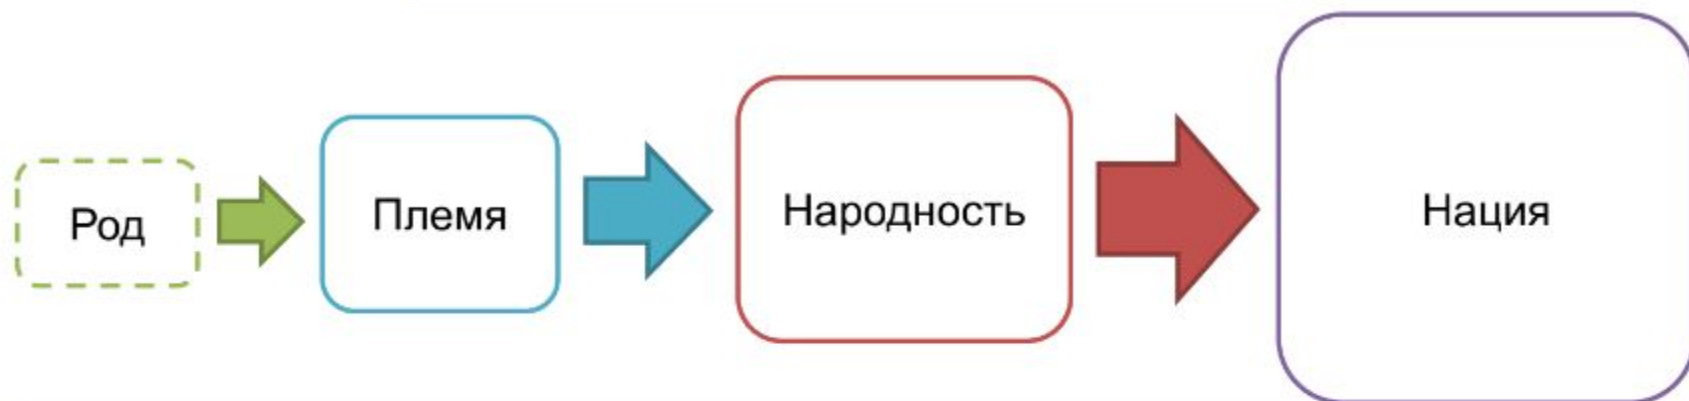 Род
Племя
Народность
Нация